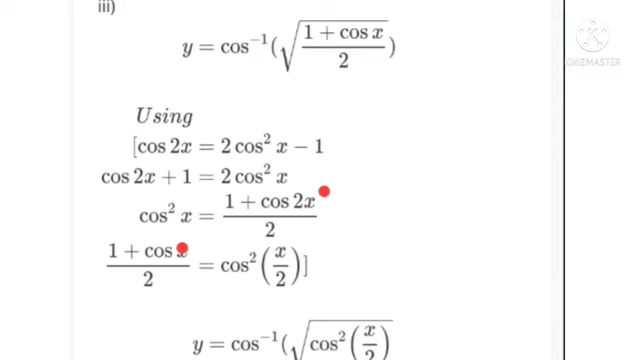 iii)
y = cos⁻¹(√((1 + cos x)/2))
KINEMASTER
Using
[cos 2x = 2 cos² x − 1
cos 2x + 1 = 2 cos² x
cos² x = (1 + cos 2x)/2
(1 + cos x)/2 = cos² (x/2)]
y = cos⁻¹(√(cos² (x/2)